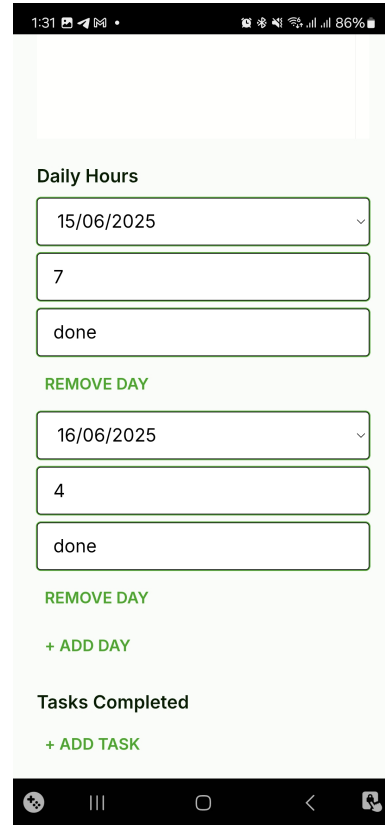 1:31 86%
Daily Hours
15/06/2025
7
done
REMOVE DAY
16/06/2025
4
done
REMOVE DAY
+ ADD DAY
Tasks Completed
+ ADD TASK